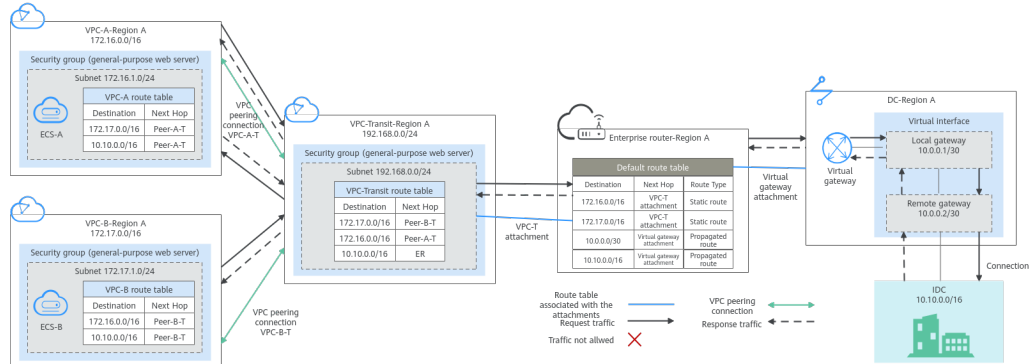 VPC-A-Region A
172.16.0.0/16
Security group (general-purpose web server)
Subnet 172.16.1.0/24
VPC-A route table
Destination Next Hop
172.17.0.0/16 Peer-A-T
10.10.0.0/16 Peer-A-T
ECS-A
VPC
peering
connection
VPC-A-T
VPC-B-Region A
172.17.0.0/16
Security group (general-purpose web server)
Subnet 172.17.1.0/24
VPC-B route table
Destination Next Hop
172.16.0.0/16 Peer-B-T
10.10.0.0/16 Peer-B-T
ECS-B
VPC peering
connection
VPC-B-T
VPC-Transit-Region A
192.168.0.0/24
Security group (general-purpose web server)
Subnet 192.168.0.0/24
VPC-Transit route table
Destination Next Hop
172.17.0.0/16 Peer-B-T
172.16.0.0/16 Peer-A-T
10.10.0.0/16 ER
VPC-T
attachment
Enterprise router-Region A
Default route table
Destination Next Hop Route Type
172.16.0.0/16 VPC-T attachment Static route
172.17.0.0/16 VPC-T attachment Static route
10.0.0.0/30 Virtual gateway attachment Propagated route
10.10.0.0/16 Virtual gateway attachment Propagated route
Virtual
gateway
attachment
DC-Region A
Virtual interface
Local gateway
10.0.0.1/30
Virtual
gateway
Remote gateway
10.0.0.2/30
Connection
IDC
10.10.0.0/16
Route table
associated with the
attachments
Request traffic
Traffic not allwed
VPC peering
connection
Response traffic